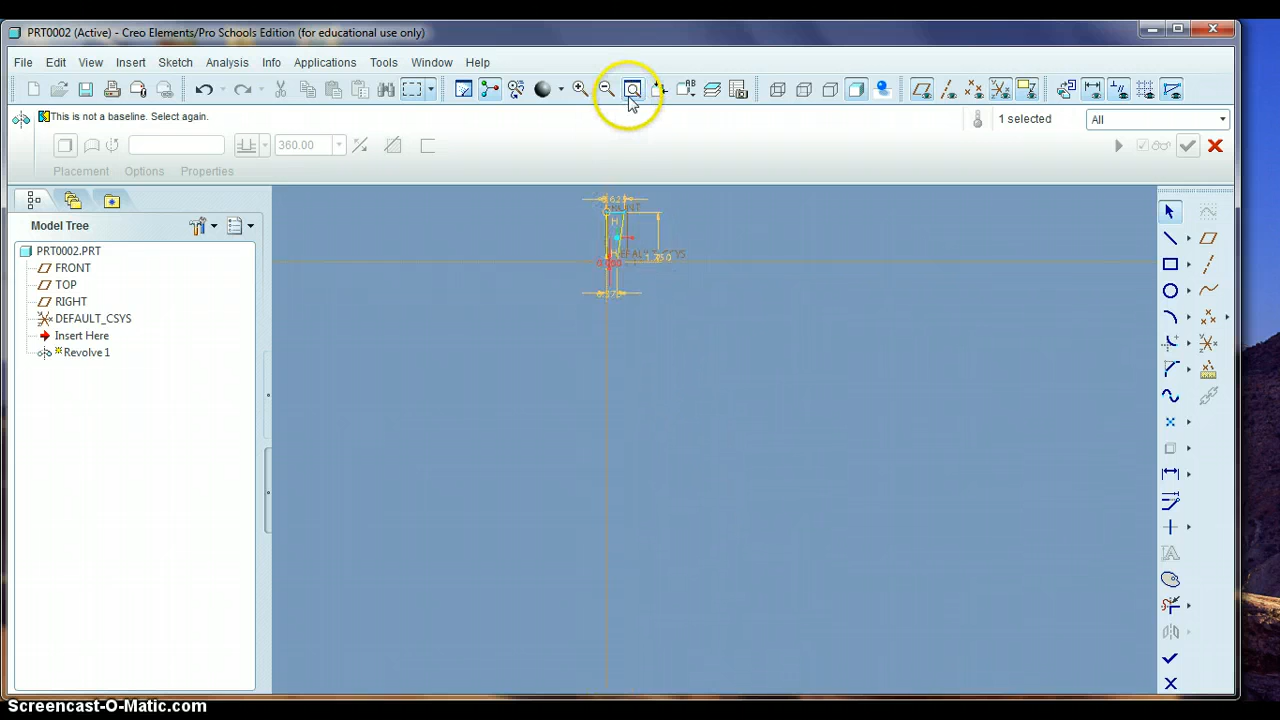 PRT0002 (Active) - Creo Elements/Pro Schools Edition (for educational use only)
File Edit View Insert Sketch Analysis Info Applications Tools Window Help
This is not a baseline. Select again.
1 selected
All
360.00
Placement Options Properties
Model Tree
PRT0002.PRT
FRONT
TOP
RIGHT
DEFAULT_CSYS
Insert Here
Revolve 1
H
1.350
Screencast-O-Matic.com